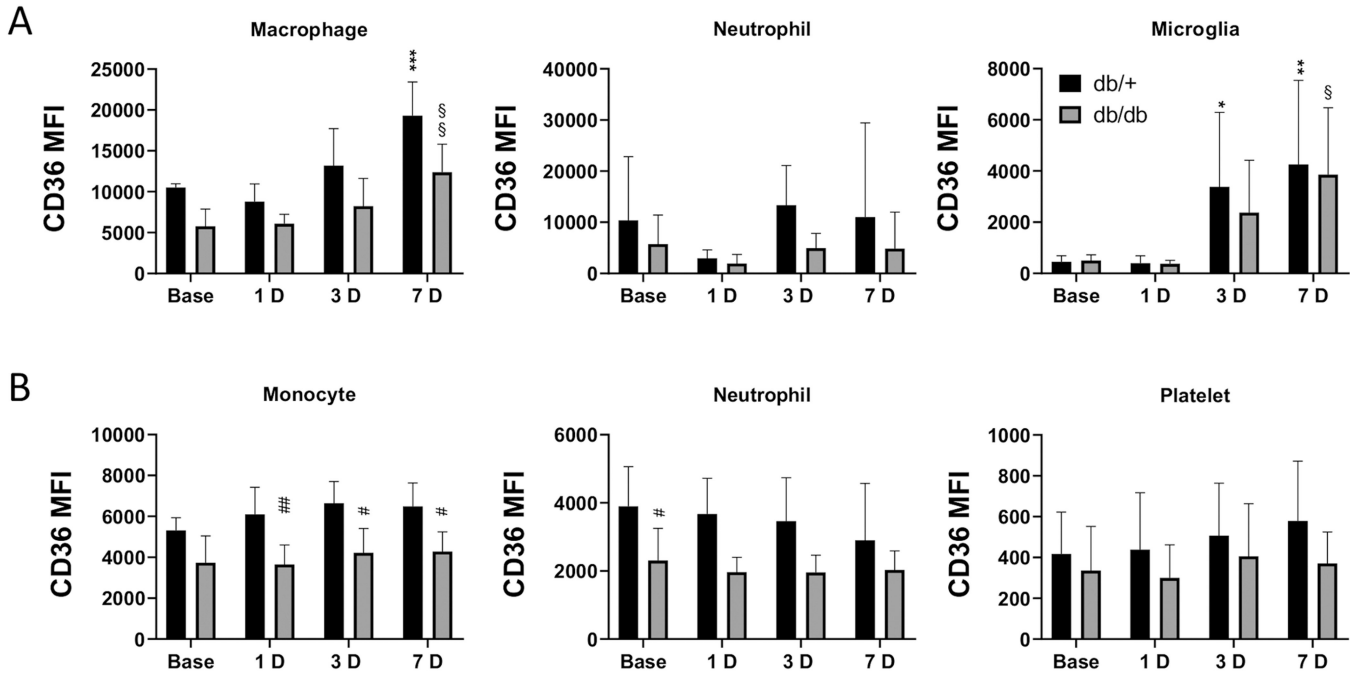 A
Macrophage
CD36 MFI
25000
20000
15000
10000
5000
0
***
§§
Base 1 D 3 D 7 D
Neutrophil
CD36 MFI
40000
30000
20000
10000
0
Base 1 D 3 D 7 D
Microglia
CD36 MFI
8000
6000
4000
2000
0
db/+
db/db
*
**
§
Base 1 D 3 D 7 D
B
Monocyte
CD36 MFI
10000
8000
6000
4000
2000
0
##
#
#
Base 1 D 3 D 7 D
Neutrophil
CD36 MFI
6000
4000
2000
0
#
Base 1 D 3 D 7 D
Platelet
CD36 MFI
1000
800
600
400
200
0
Base 1 D 3 D 7 D